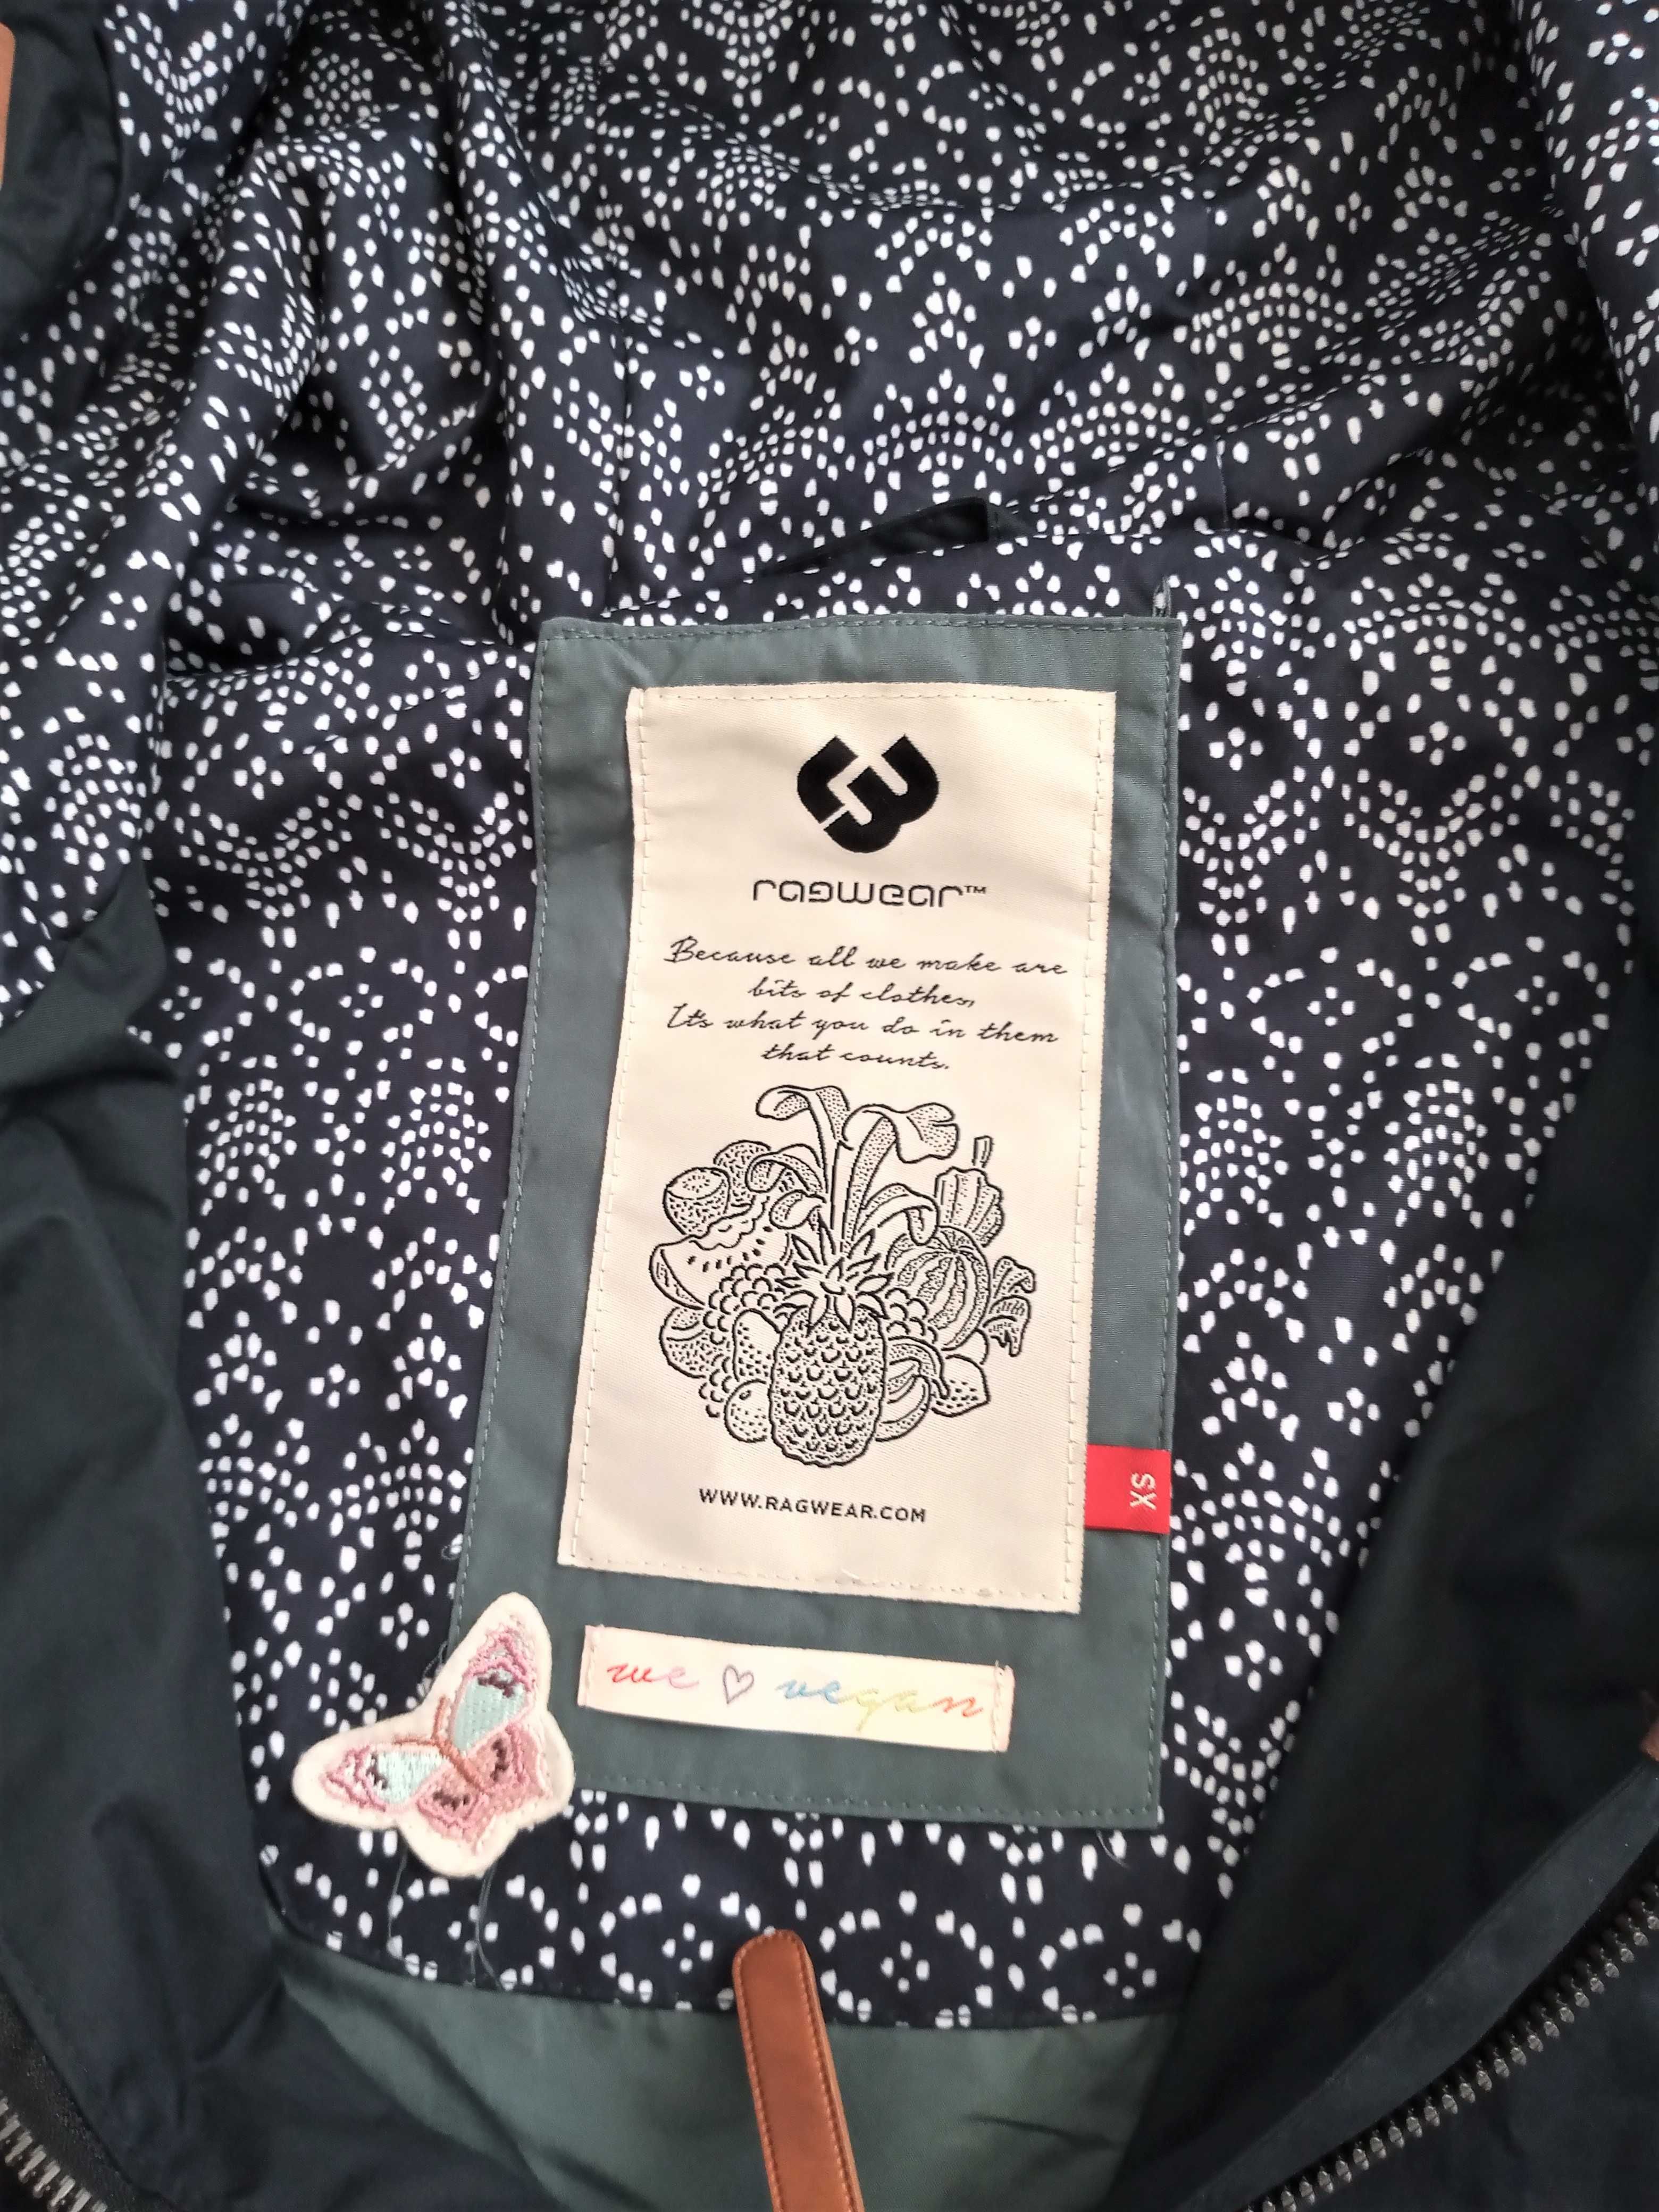 ragwear™
Because all we make are
bits of clothes,
It's what you do in them
that counts.
WWW.RAGWEAR.COM
XS
we ♡ vegan